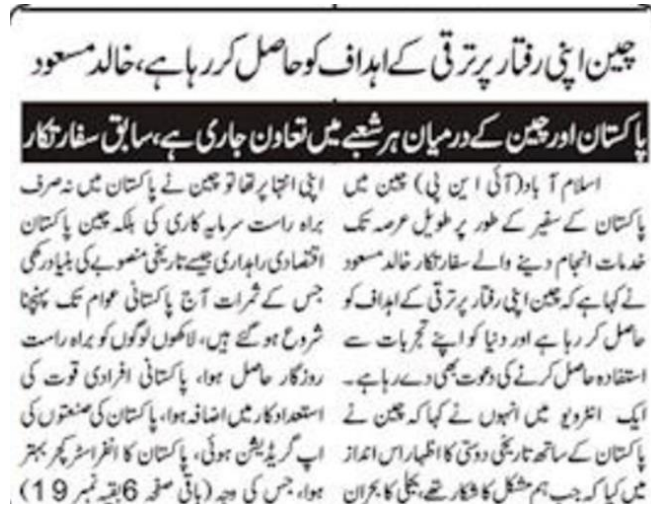 چین اپنی رفتار پر ترقی کے اہداف کو حاصل کر رہا ہے، خالد مسعود
پاکستان اور چین کے درمیان ہر شعبے میں تعاون جاری ہے، سابق سفارتکار
اسلام آباد (آئی این پی) چین میں
پاکستان کے سفیر کے طور پر طویل عرصہ تک
خدمات انجام دینے والے سفارتکار خالد مسعود
نے کہا ہے کہ چین اپنی رفتار پر ترقی کے اہداف کو
حاصل کر رہا ہے اور دنیا کو اپنے تجربات سے
استفادہ حاصل کرنے کی دعوت بھی دے رہا ہے۔
ایک انٹرویو میں انہوں نے کہا کہ چین نے
پاکستان کے ساتھ تاریخی دوستی کا اظہار اس انداز
میں کیا کہ جب ہم مشکل کا شکار تھے، بجلی کا بحران
اپنی انتہا پر تھا تو چین نے پاکستان میں نہ صرف
براہ راست سرمایہ کاری کی بلکہ چین پاکستان
اقتصادی راہداری جیسے تاریخی منصوبے کی بنیاد رکھی
جس کے ثمرات آج پاکستانی عوام تک پہنچنا
شروع ہو گئے ہیں، لاکھوں لوگوں کو براہ راست
روزگار حاصل ہوا، پاکستانی افرادی قوت کی
استعداد کار میں اضافہ ہوا، پاکستان کی صنعتوں کی
اپ گریڈیشن ہوئی، پاکستان کا انفراسٹرکچر بہتر
ہوا، جس کی وجہ (باقی صفحہ 6 بقیہ نمبر 19)